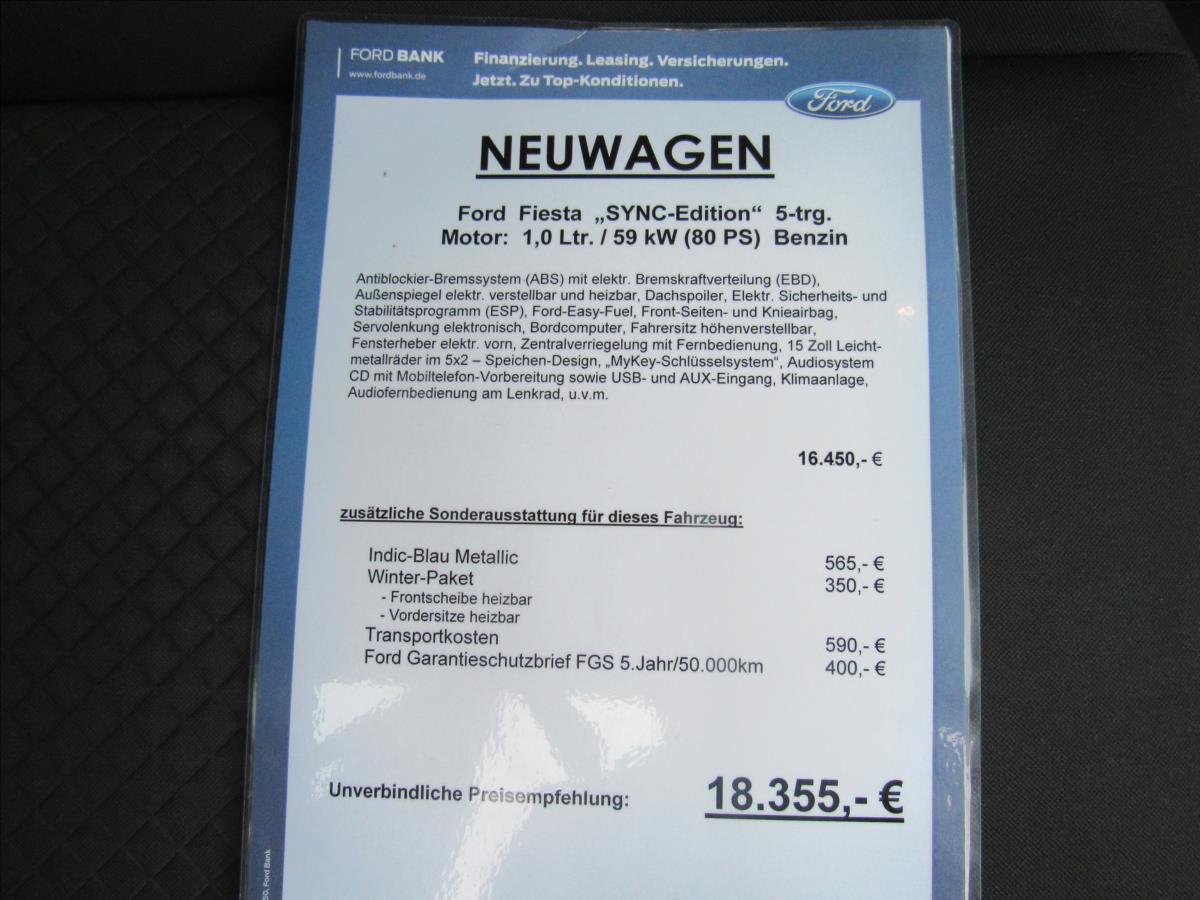 FORD BANK
www.fordbank.de
Finanzierung. Leasing. Versicherungen.
Jetzt. Zu Top-Konditionen.
Ford
NEUWAGEN
Ford Fiesta „SYNC-Edition“ 5-trg.
Motor: 1,0 Ltr. / 59 kW (80 PS) Benzin
Antiblockier-Bremssystem (ABS) mit elektr. Bremskraftverteilung (EBD),
Außenspiegel elektr. verstellbar und heizbar, Dachspoiler, Elektr. Sicherheits- und
Stabilitätsprogramm (ESP), Ford-Easy-Fuel, Front-Seiten- und Knieairbag,
Servolenkung elektronisch, Bordcomputer, Fahrersitz höhenverstellbar,
Fensterheber elektr. vorn, Zentralverriegelung mit Fernbedienung, 15 Zoll Leicht-
metallräder im 5x2 – Speichen-Design, „MyKey-Schlüsselsystem“, Audiosystem
CD mit Mobiltelefon-Vorbereitung sowie USB- und AUX-Eingang, Klimaanlage,
Audiofernbedienung am Lenkrad, u.v.m.
16.450,- €
zusätzliche Sonderausstattung für dieses Fahrzeug:
Indic-Blau Metallic 565,- €
Winter-Paket 350,- €
- Frontscheibe heizbar
- Vordersitze heizbar
Transportkosten 590,- €
Ford Garantieschutzbrief FGS 5.Jahr/50.000km 400,- €
Unverbindliche Preisempfehlung: 18.355,- €
50, Ford Bank